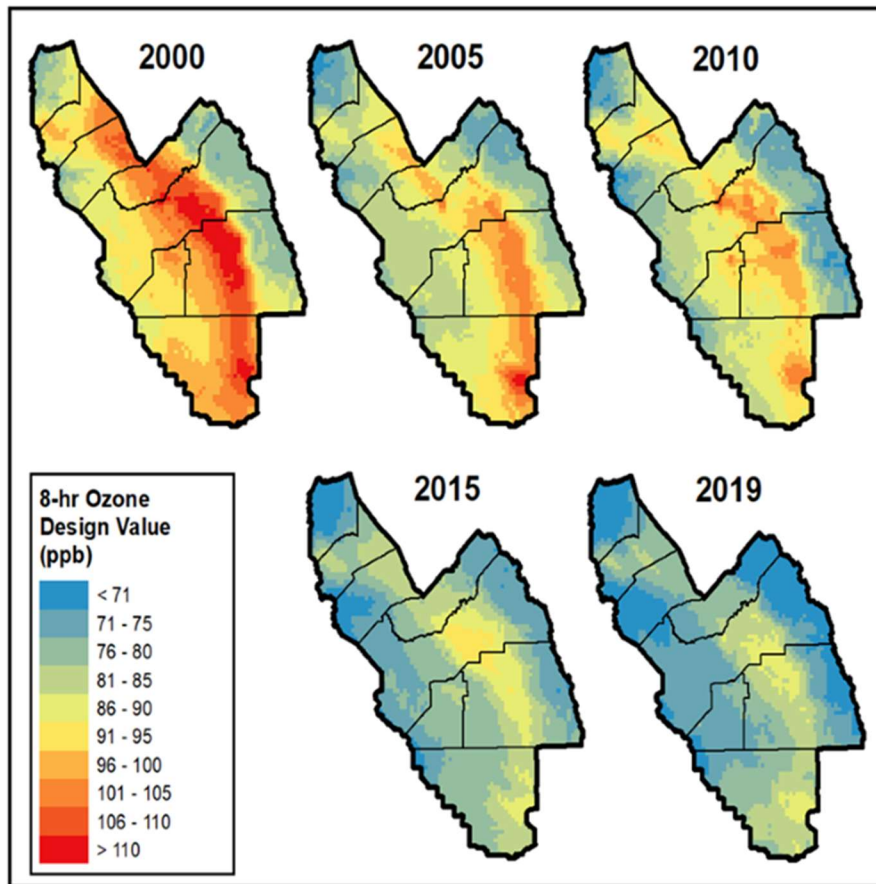 2000
2005
2010
2015
2019
8-hr Ozone
Design Value
(ppb)
< 71
71 - 75
76 - 80
81 - 85
86 - 90
91 - 95
96 - 100
101 - 105
106 - 110
> 110